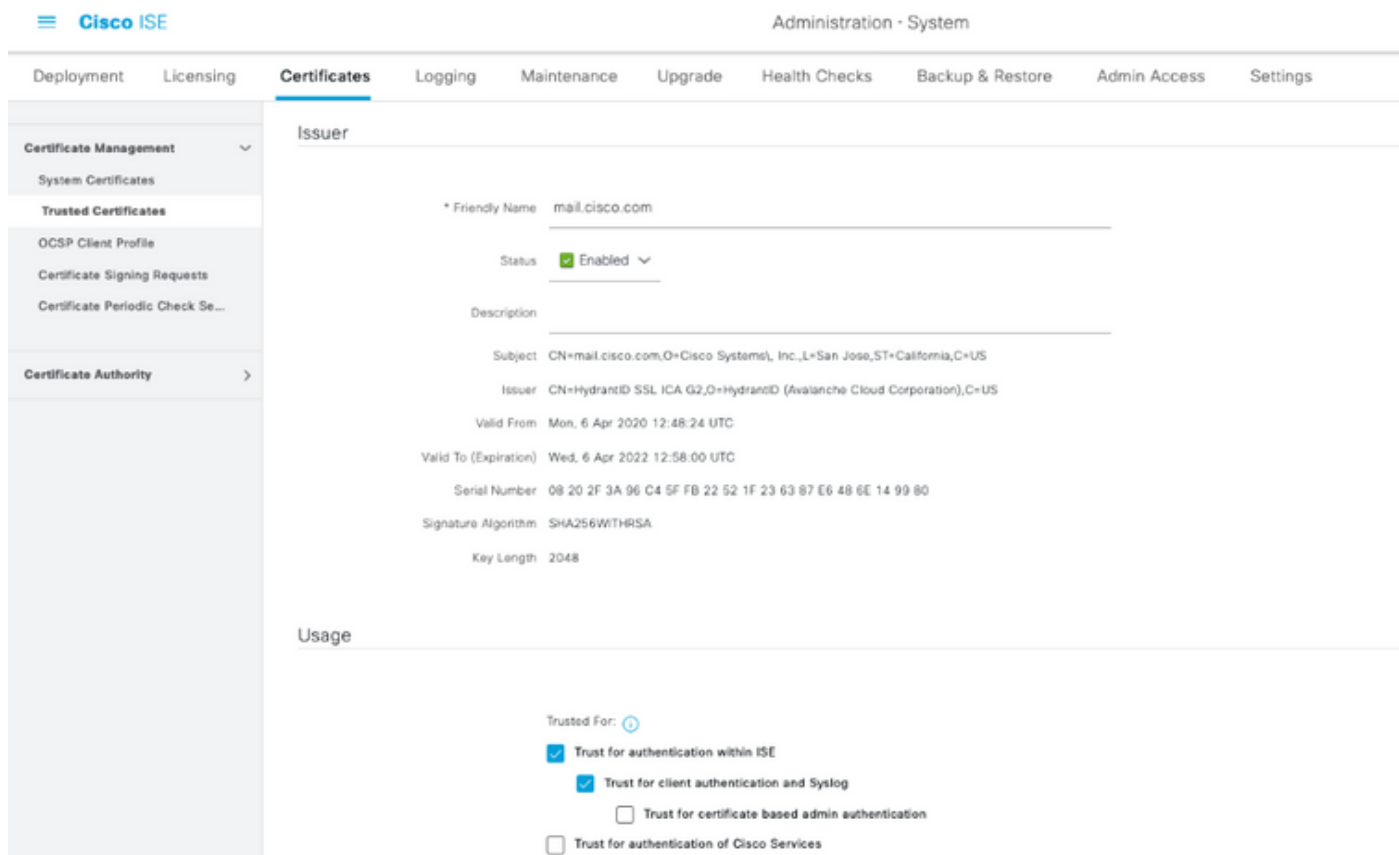 Cisco ISE
Administration - System
Deployment Licensing Certificates Logging Maintenance Upgrade Health Checks Backup & Restore Admin Access Settings
Certificate Management
System Certificates
Trusted Certificates
OCSP Client Profile
Certificate Signing Requests
Certificate Periodic Check Se...
Certificate Authority
Issuer
* Friendly Name mail.cisco.com
Status Enabled
Description
Subject CN=mail.cisco.com,O=Cisco Systems\, Inc.,L=San Jose,ST=California,C=US
Issuer CN=HydrantID SSL ICA G2,O=HydrantID (Avalanche Cloud Corporation),C=US
Valid From Mon, 6 Apr 2020 12:48:24 UTC
Valid To (Expiration) Wed, 6 Apr 2022 12:58:00 UTC
Serial Number 08 20 2F 3A 96 C4 5F FB 22 52 1F 23 63 87 E6 48 6E 14 99 80
Signature Algorithm SHA256WITHRSA
Key Length 2048
Usage
Trusted For:
Trust for authentication within ISE
Trust for client authentication and Syslog
Trust for certificate based admin authentication
Trust for authentication of Cisco Services